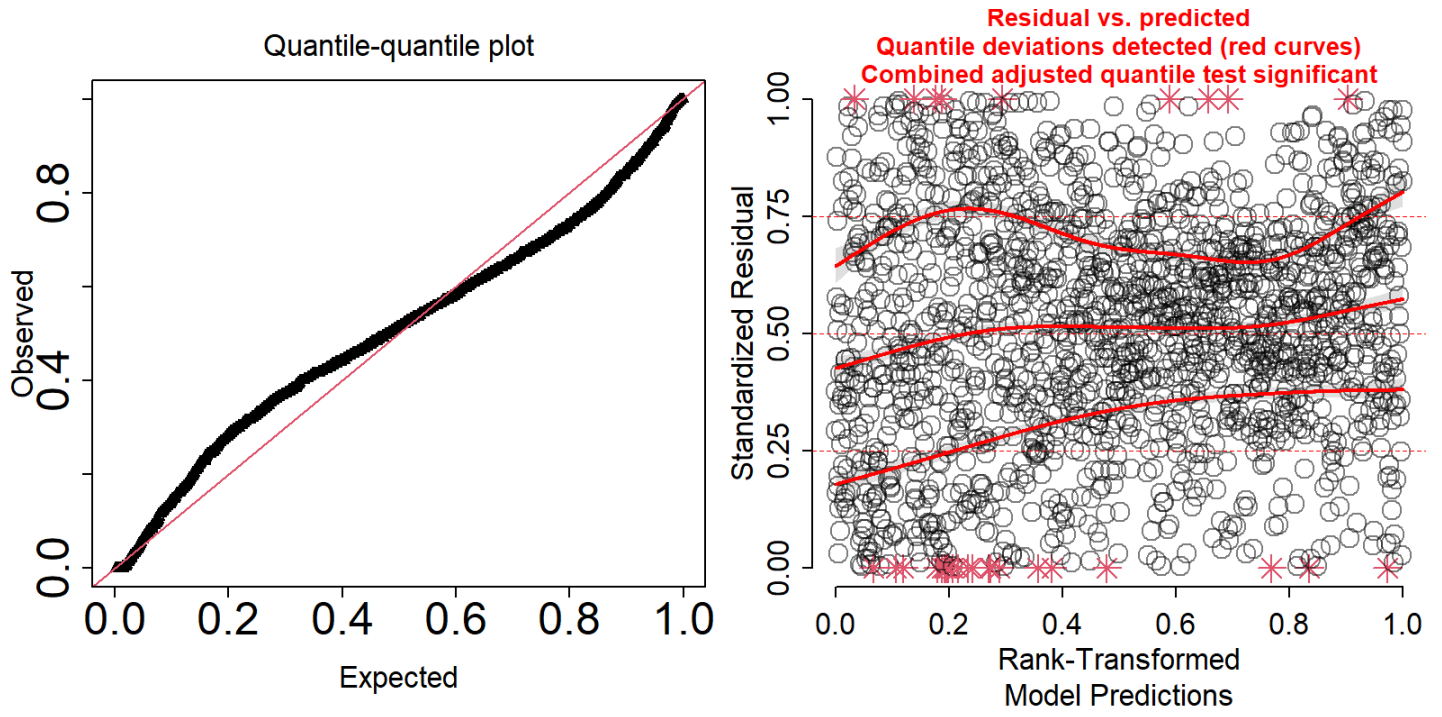 Quantile-quantile plot
Observed
0.0 0.4 0.8
0.0 0.2 0.4 0.6 0.8 1.0
Expected
Residual vs. predicted
Quantile deviations detected (red curves)
Combined adjusted quantile test significant
Standardized Residual
0.00 0.25 0.50 0.75 1.00
0.0 0.2 0.4 0.6 0.8 1.0
Rank-Transformed
Model Predictions